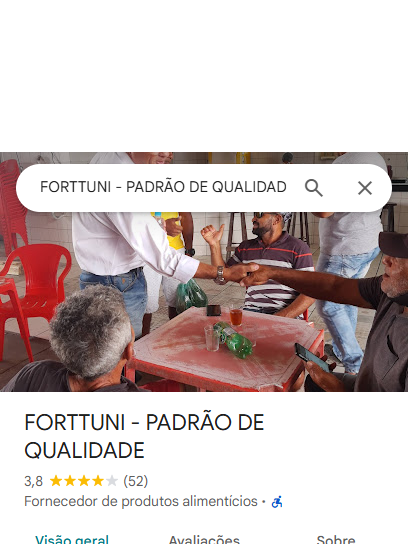 FORTTUNI - PADRÃO DE QUALIDAD
FORTTUNI - PADRÃO DE
QUALIDADE
3,8 (52)
Fornecedor de produtos alimentícios ·
Visão geral Avaliações Sobre